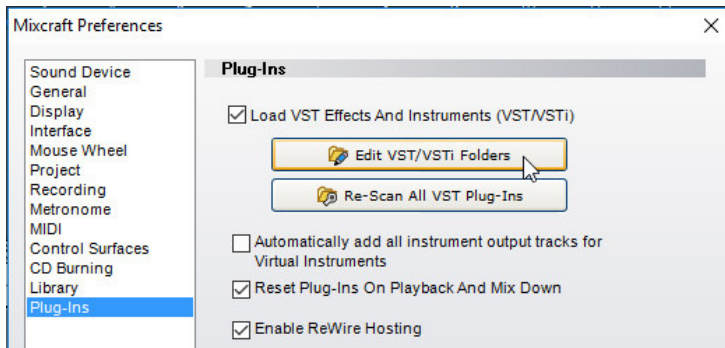 Mixcraft Preferences
Sound Device
General
Display
Interface
Mouse Wheel
Project
Recording
Metronome
MIDI
Control Surfaces
CD Burning
Library
Plug-Ins
Plug-Ins
Load VST Effects And Instruments (VST/VSTi)
Edit VST/VSTi Folders
Re-Scan All VST Plug-Ins
Automatically add all instrument output tracks for
Virtual Instruments
Reset Plug-Ins On Playback And Mix Down
Enable ReWire Hosting